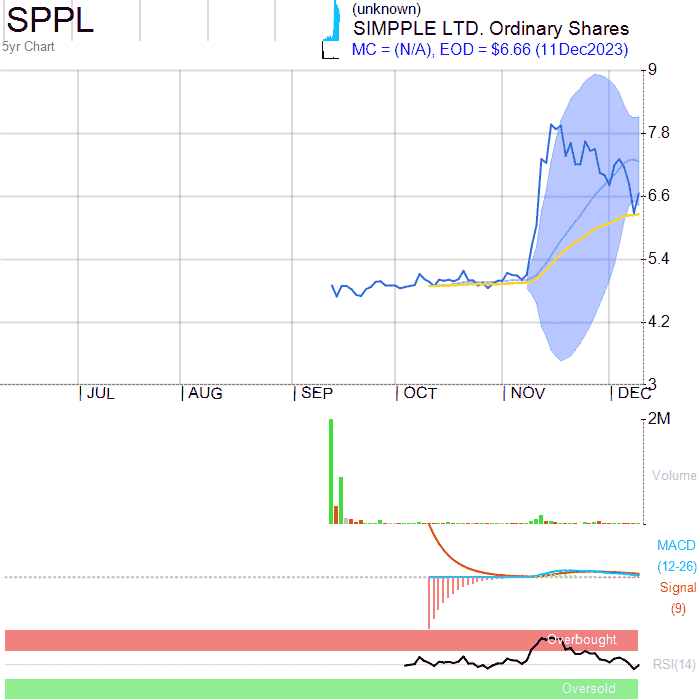 SPPL
5yr Chart
(unknown)
SIMPPLE LTD. Ordinary Shares
MC = (N/A), EOD = $6.66 (11Dec2023)
9
7.8
6.6
5.4
4.2
3
JUL AUG SEP OCT NOV DEC
2M
Volume
MACD
(12-26)
Signal
(9)
Overbought
RSI(14)
Oversold